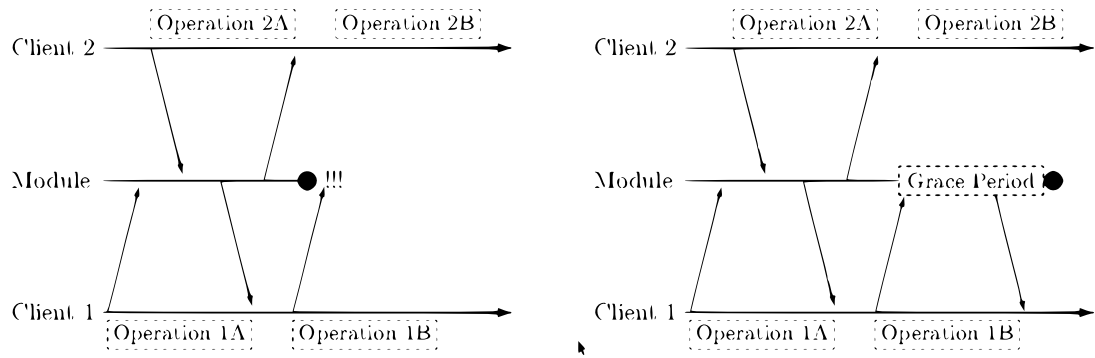 Operation 2A
Operation 2B
Client 2
Module
!!!
Client 1
Operation 1A
Operation 1B
Operation 2A
Operation 2B
Client 2
Module
Grace Period
Client 1
Operation 1A
Operation 1B